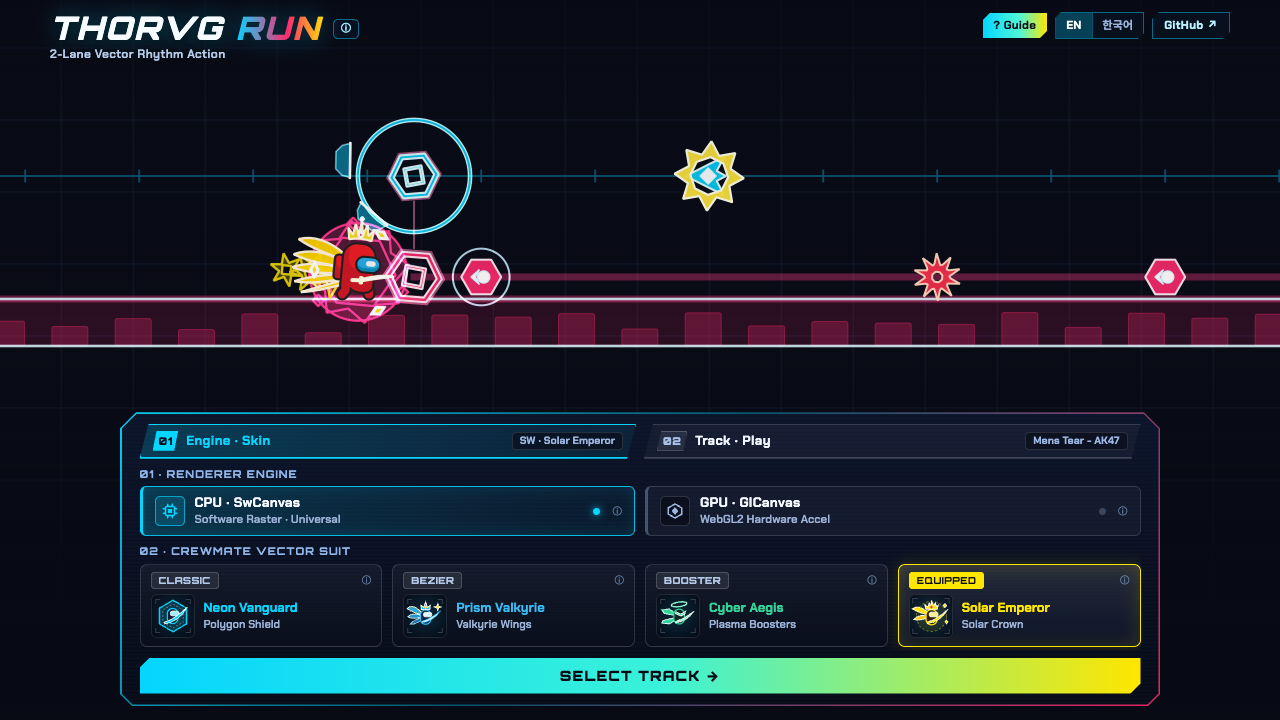 THORVG RUN
2-Lane Vector Rhythm Action
? Guide
EN
한국어
GitHub ↗
01 Engine · Skin
SW · Solar Emperor
02 Track · Play
Mens Tear - AK47
01 · RENDERER ENGINE
CPU · SwCanvas
Software Raster · Universal
GPU · GlCanvas
WebGL2 Hardware Accel
02 · CREWMATE VECTOR SUIT
CLASSIC
Neon Vanguard
Polygon Shield
BEZIER
Prism Valkyrie
Valkyrie Wings
BOOSTER
Cyber Aegis
Plasma Boosters
EQUIPPED
Solar Emperor
Solar Crown
SELECT TRACK →